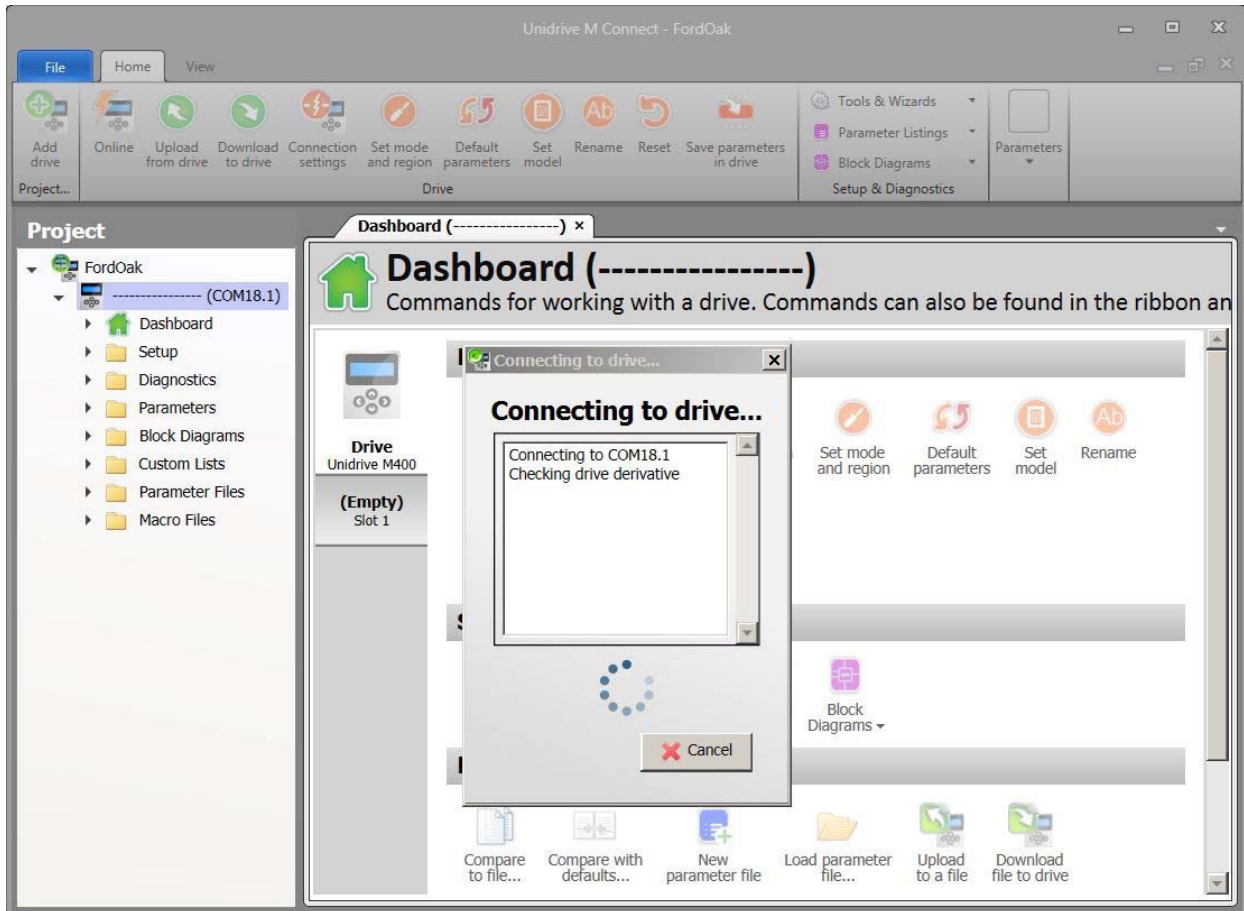 Unidrive M Connect - FordOak
File Home View
Add drive
Online
Upload from drive
Download to drive
Connection settings
Set mode and region
Default parameters
Set model
Rename
Reset
Save parameters in drive
Tools & Wizards
Parameter Listings
Block Diagrams
Parameters
Project...
Drive
Setup & Diagnostics
Project
FordOak
---------------- (COM18.1)
Dashboard
Setup
Diagnostics
Parameters
Block Diagrams
Custom Lists
Parameter Files
Macro Files
Dashboard (----------------) ×
Dashboard (----------------)
Commands for working with a drive. Commands can also be found in the ribbon an
Drive
Unidrive M400
(Empty)
Slot 1
Connecting to drive...
Connecting to drive...
Connecting to COM18.1
Checking drive derivative
Cancel
Set mode and region
Default parameters
Set model
Rename
Block Diagrams
Compare to file...
Compare with defaults...
New parameter file
Load parameter file...
Upload to a file
Download file to drive